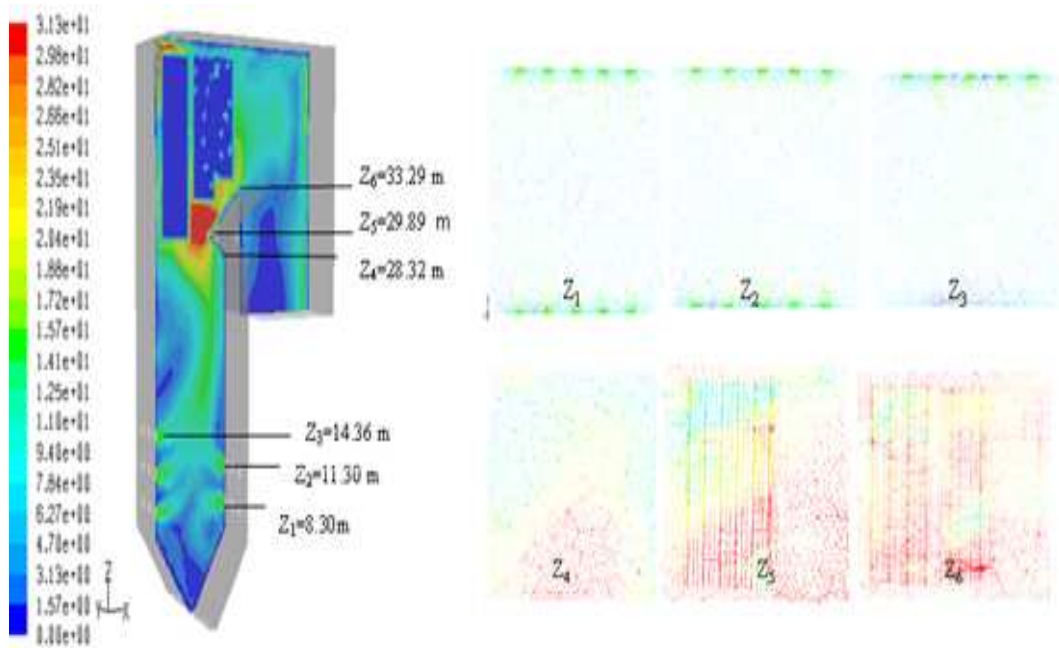 3.13e+01
2.98e+01
2.82e+01
2.66e+01
2.51e+01
2.35e+01
2.19e+01
2.04e+01
1.88e+01
1.72e+01
1.57e+01
1.41e+01
1.25e+01
1.10e+01
9.40e+00
7.84e+00
6.27e+00
4.70e+00
3.13e+00
1.57e+00
0.00e+00
Z
X
Z₆=33.29 m
Z₅=29.89 m
Z₄=28.32 m
Z₃=14.36 m
Z₂=11.30 m
Z₁=8.30m
Z₁ Z₂ Z₃
Z₄ Z₅ Z₆